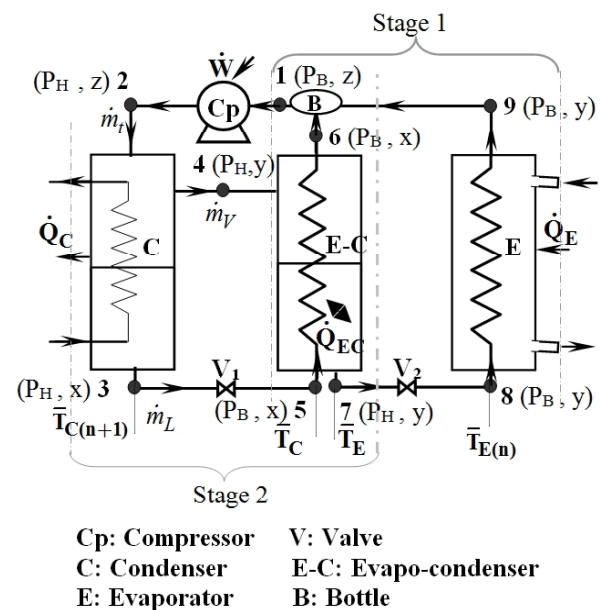 Stage 1
Ẇ
(P_H, z) 2
1 (P_B, z)
Cp
B
9 (P_B, y)
ṁ_t
6 (P_B, x)
4 (P_H,y)
ṁ_V
Q̇_C
C
E-C
E
Q̇_E
Q̇_EC
V_1
V_2
(P_H, x) 3
ṁ_L
(P_B, x) 5
7 (P_H, y)
8 (P_B, y)
T̿_C(n+1)
T̿_C
T̿_E
T̿_E(n)
Stage 2
Cp: Compressor V: Valve
C: Condenser E-C: Evapo-condenser
E: Evaporator B: Bottle